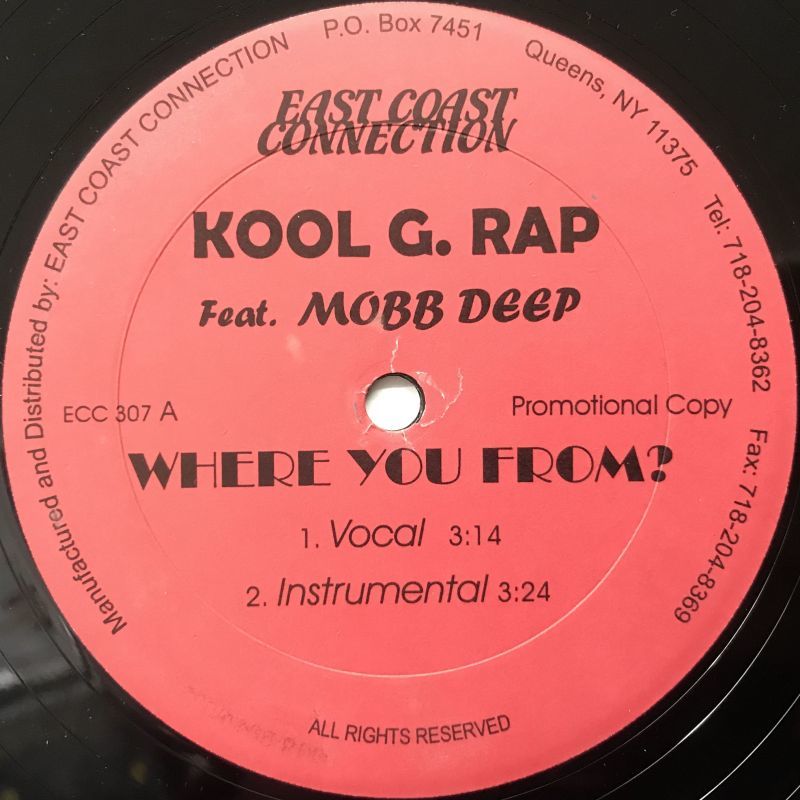 Manufactured and Distributed by: EAST COAST CONNECTION P.O. Box 7451 Queens, NY 11375 Tel: 718-204-8362 Fax: 718-204-8369
EAST COAST
CONNECTION
KOOL G. RAP
Feat. MOBB DEEP
ECC 307 A
Promotional Copy
WHERE YOU FROM?
1. Vocal 3:14
2. Instrumental 3:24
ALL RIGHTS RESERVED